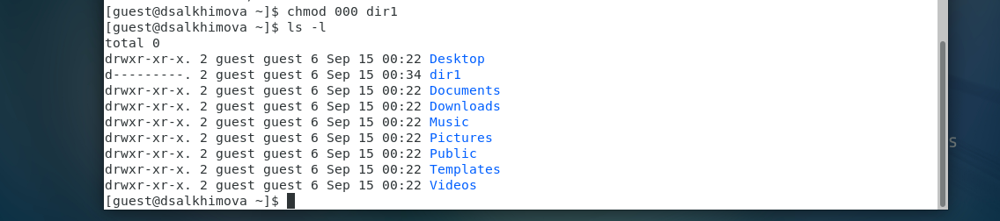 [guest@dsalkhimova ~]$ chmod 000 dir1
[guest@dsalkhimova ~]$ ls -l
total 0
drwxr-xr-x. 2 guest guest 6 Sep 15 00:22 Desktop
d---------. 2 guest guest 6 Sep 15 00:34 dir1
drwxr-xr-x. 2 guest guest 6 Sep 15 00:22 Documents
drwxr-xr-x. 2 guest guest 6 Sep 15 00:22 Downloads
drwxr-xr-x. 2 guest guest 6 Sep 15 00:22 Music
drwxr-xr-x. 2 guest guest 6 Sep 15 00:22 Pictures
drwxr-xr-x. 2 guest guest 6 Sep 15 00:22 Public
drwxr-xr-x. 2 guest guest 6 Sep 15 00:22 Templates
drwxr-xr-x. 2 guest guest 6 Sep 15 00:22 Videos
[guest@dsalkhimova ~]$